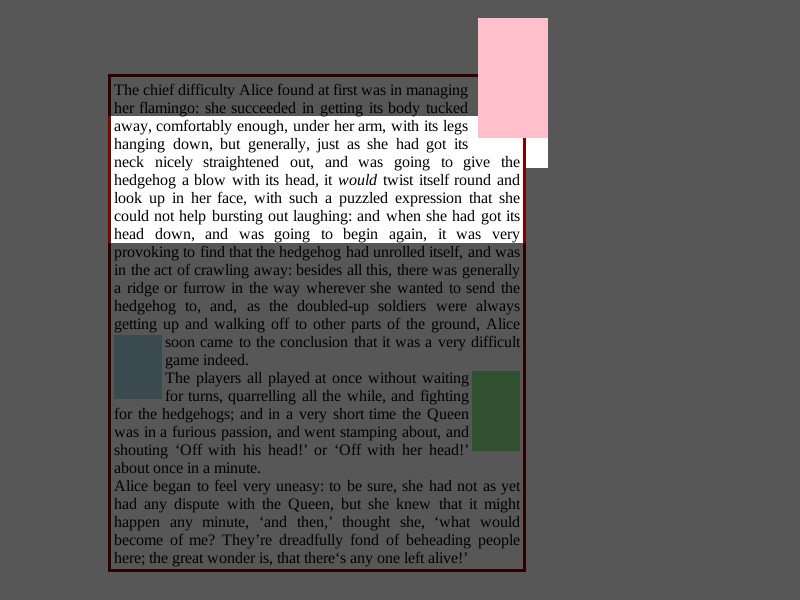 The chief difficulty Alice found at first was in managing
her flamingo: she succeeded in getting its body tucked
away, comfortably enough, under her arm, with its legs
hanging down, but generally, just as she had got its
neck nicely straightened out, and was going to give the
hedgehog a blow with its head, it would twist itself round and
look up in her face, with such a puzzled expression that she
could not help bursting out laughing: and when she had got its
head down, and was going to begin again, it was very
provoking to find that the hedgehog had unrolled itself, and was
in the act of crawling away: besides all this, there was generally
a ridge or furrow in the way wherever she wanted to send the
hedgehog to, and, as the doubled-up soldiers were always
getting up and walking off to other parts of the ground, Alice
soon came to the conclusion that it was a very difficult
game indeed.
The players all played at once without waiting
for turns, quarrelling all the while, and fighting
for the hedgehogs; and in a very short time the Queen
was in a furious passion, and went stamping about, and
shouting ‘Off with his head!’ or ‘Off with her head!’
about once in a minute.
Alice began to feel very uneasy: to be sure, she had not as yet
had any dispute with the Queen, but she knew that it might
happen any minute, ‘and then,’ thought she, ‘what would
become of me? They’re dreadfully fond of beheading people
here; the great wonder is, that there‘s any one left alive!’